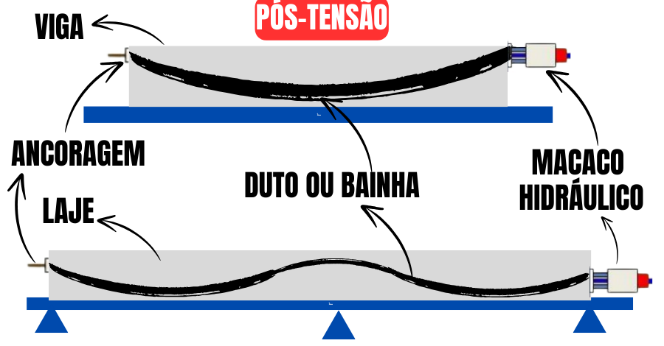 PÓS-TENSÃO
VIGA
ANCORAGEM
MACACO
HIDRÁULICO
DUTO OU BAINHA
LAJE